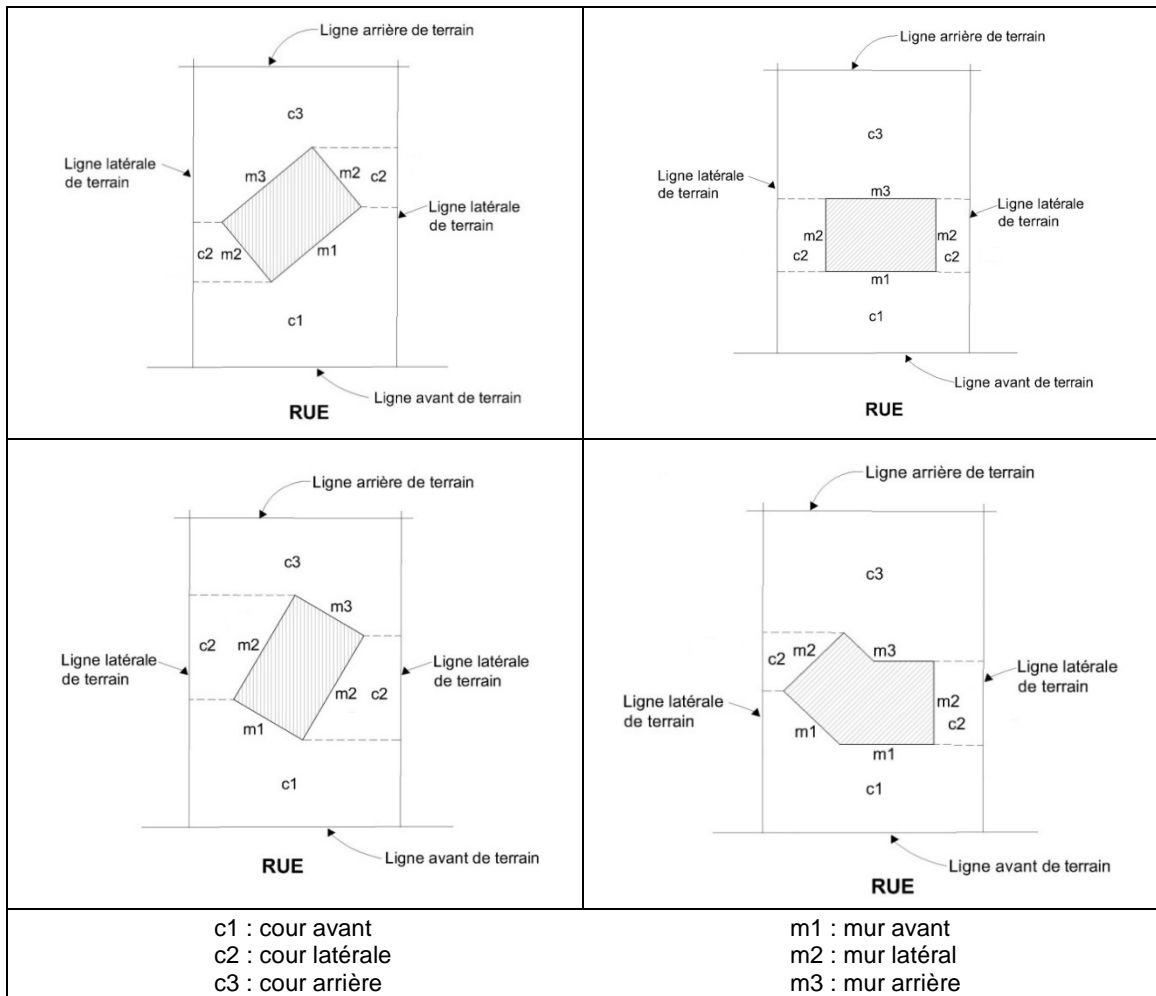 Ligne arrière de terrain
c3
Ligne latérale
de terrain
m3
m2
c2
Ligne latérale
de terrain
c2
m2
m1
c1
Ligne avant de terrain
RUE
Ligne arrière de terrain
c3
Ligne latérale
de terrain
m3
Ligne latérale
de terrain
m2
m2
c2
c2
m1
c1
Ligne avant de terrain
RUE
Ligne arrière de terrain
c3
m3
c2
m2
Ligne latérale
de terrain
Ligne latérale
de terrain
m2
c2
m1
c1
Ligne avant de terrain
RUE
Ligne arrière de terrain
c3
m2
c2
m3
Ligne latérale
de terrain
Ligne latérale
de terrain
m2
c2
m1
m1
c1
Ligne avant de terrain
RUE
c1 : cour avant
c2 : cour latérale
c3 : cour arrière
m1 : mur avant
m2 : mur latéral
m3 : mur arrière